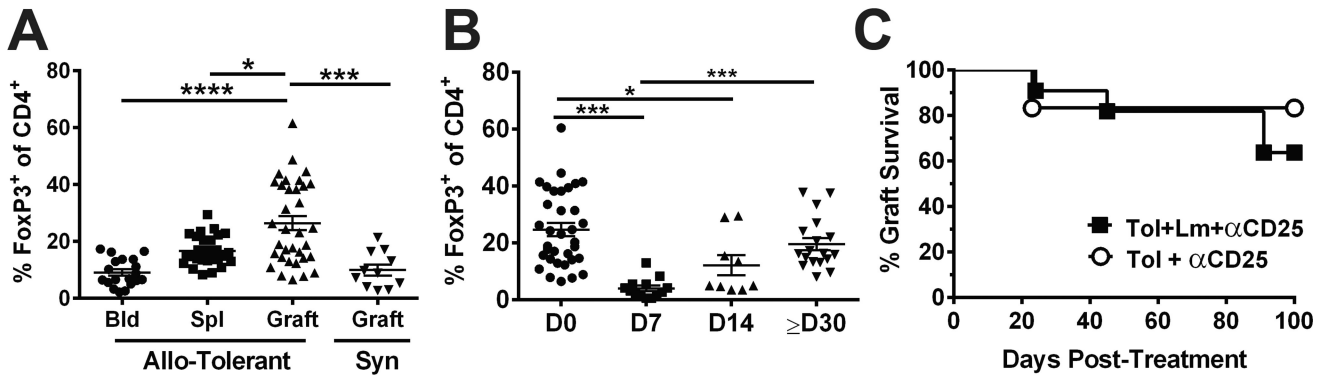 A
% FoxP3⁺ of CD4⁺
80
60
40
20
0
****
*
***
Bld
Spl
Graft
Graft
Allo-Tolerant
Syn
B
% FoxP3⁺ of CD4⁺
80
60
40
20
0
***
*
***
D0
D7
D14
≥D30
C
% Graft Survival
100
80
60
40
20
0
Tol+Lm+αCD25
Tol + αCD25
0
20
40
60
80
100
Days Post-Treatment